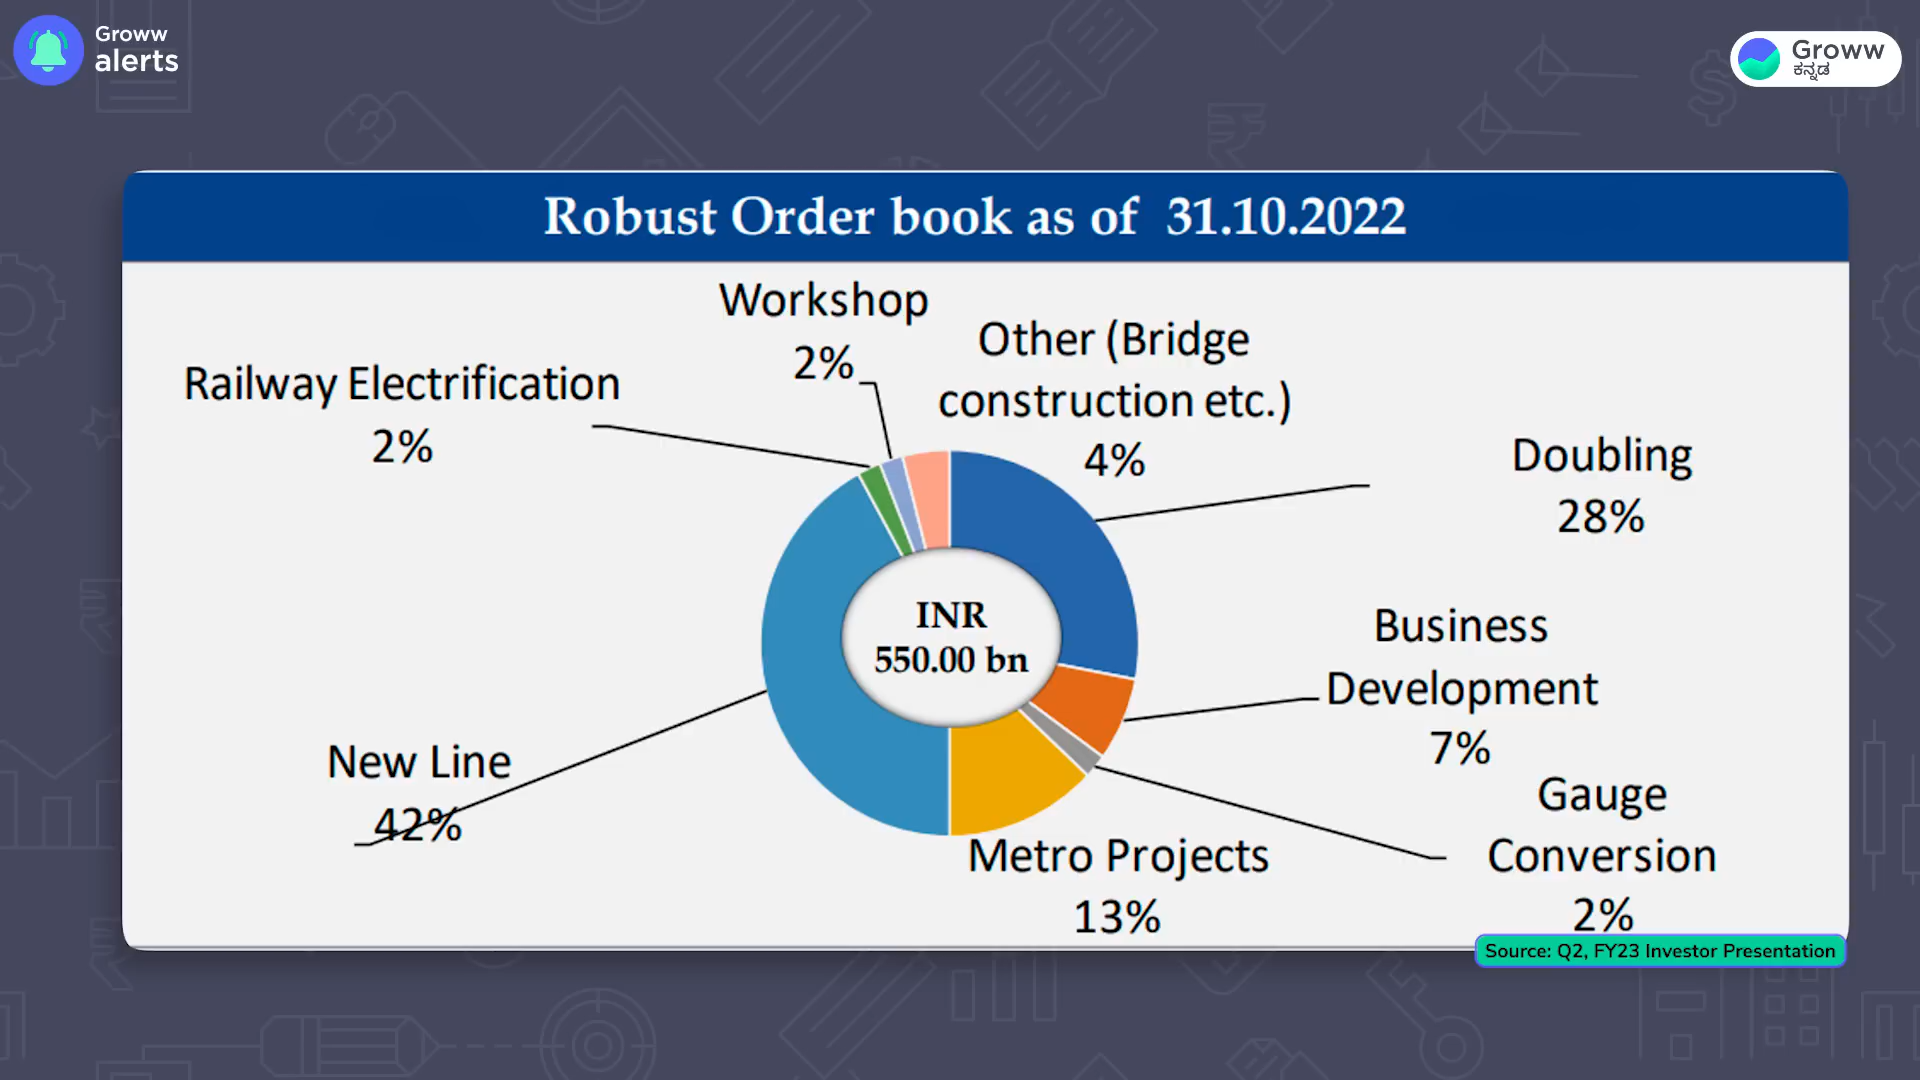 Groww
alerts
Groww
ಕನ್ನಡ
Robust Order book as of 31.10.2022
Workshop
2%
Other (Bridge
construction etc.)
4%
Railway Electrification
2%
Doubling
28%
INR
550.00 bn
Business
Development
7%
New Line
42%
Gauge
Conversion
2%
Metro Projects
13%
Source: Q2, FY23 Investor Presentation